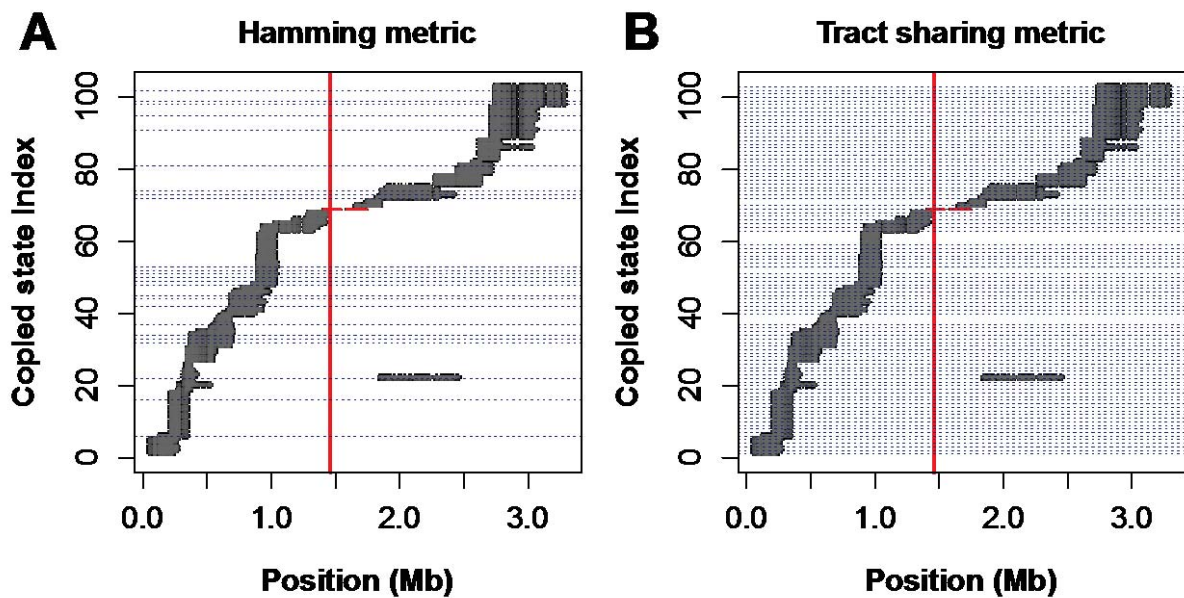 A
Hamming metric
Copled state Index
100
80
60
40
20
0
0.0 1.0 2.0 3.0
Position (Mb)
B
Tract sharing metric
Copled state Index
100
80
60
40
20
0
0.0 1.0 2.0 3.0
Position (Mb)